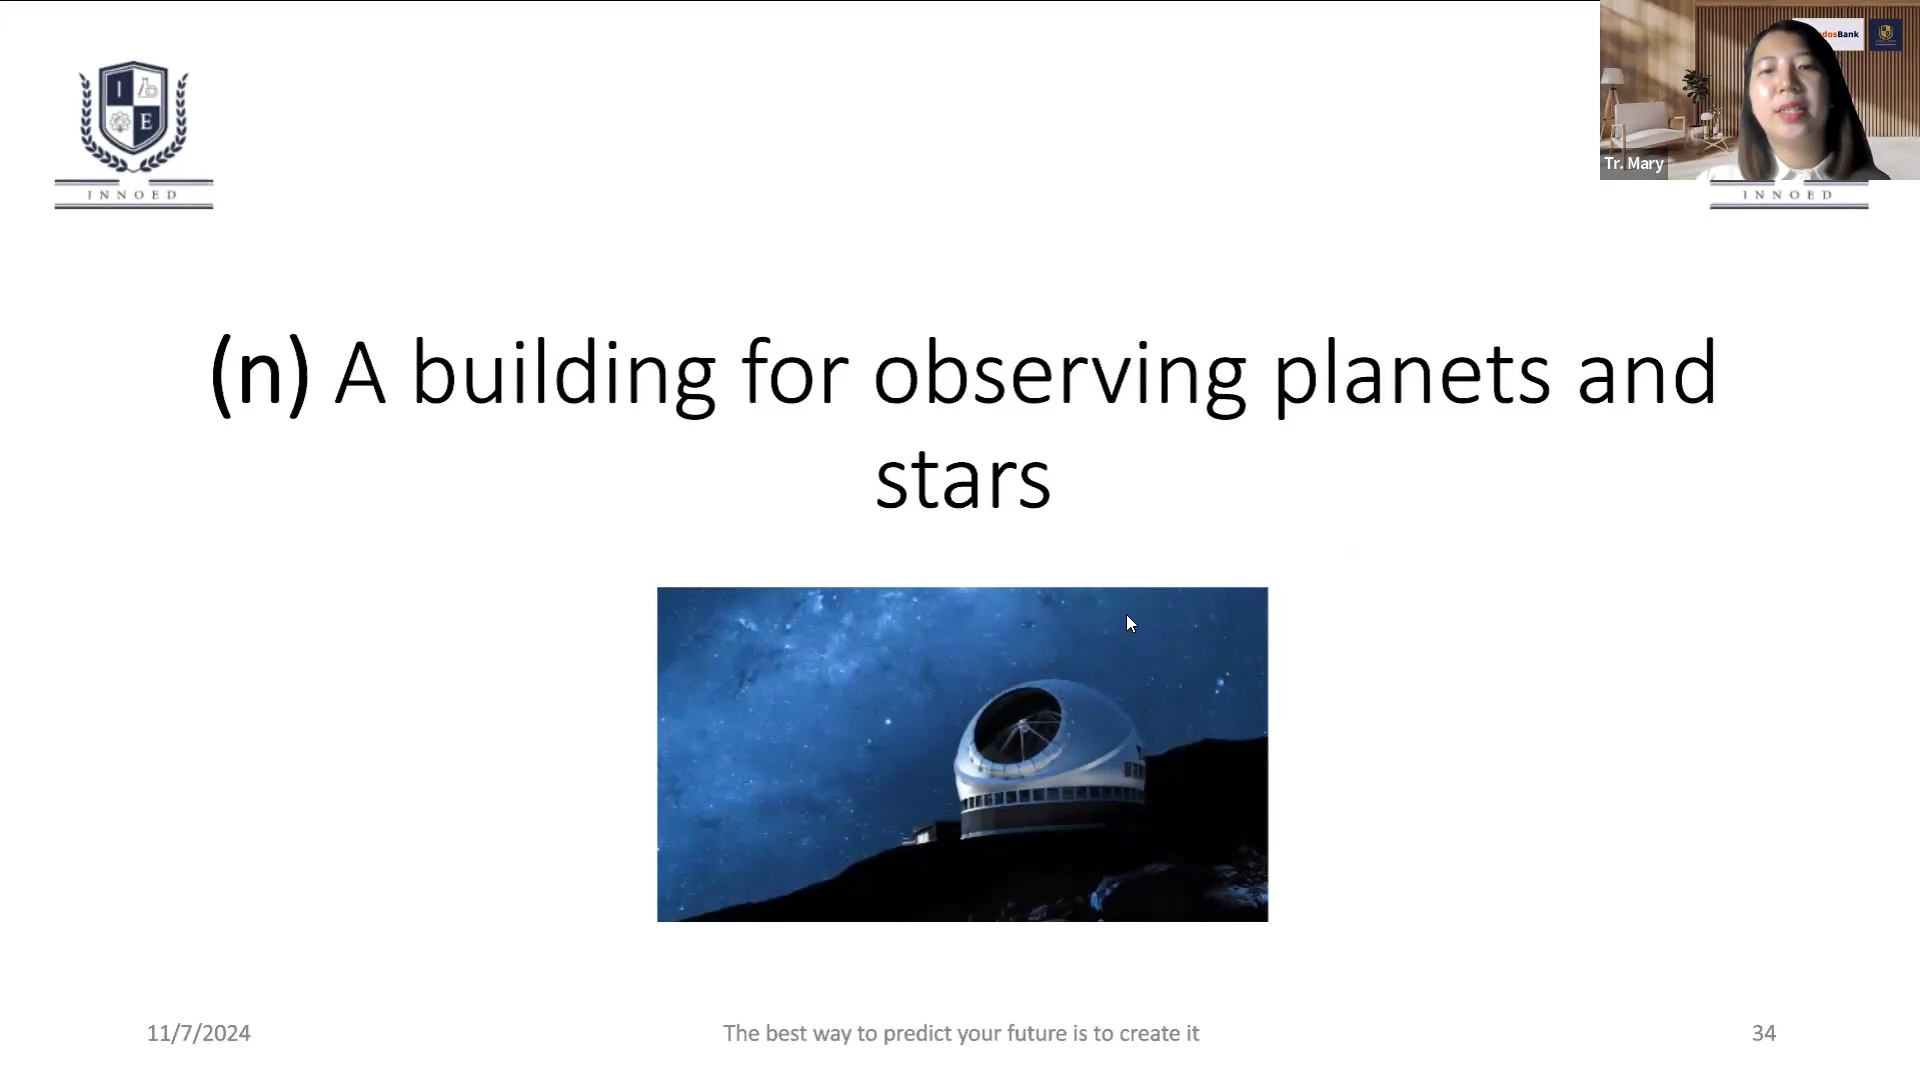 I
E
INNOED
dosBank
Tr. Mary
INNOED
(n) A building for observing planets and
stars
11/7/2024
The best way to predict your future is to create it
34